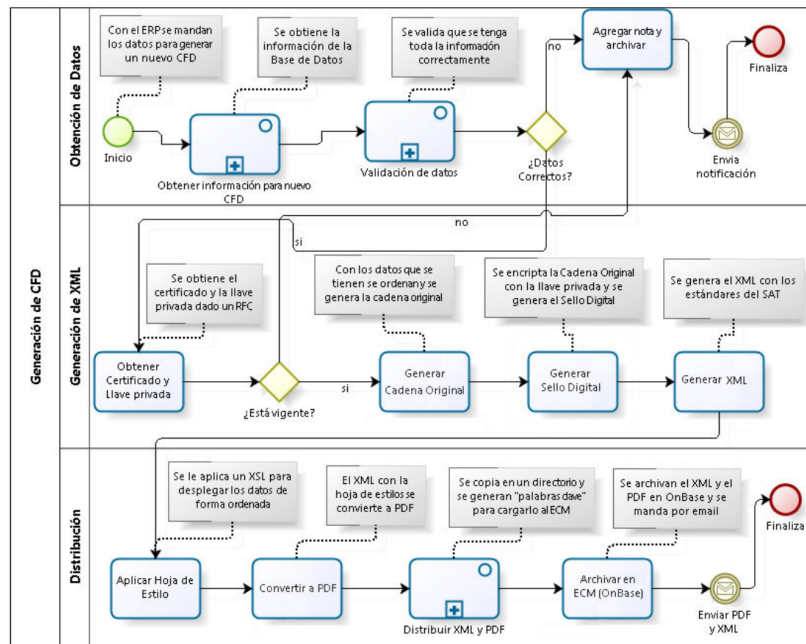 Generación de CFD
Obtención de Datos
Con el ERP se mandan
los datos para generar
un nuevo CFD
Se obtiene la
información de la
Base de Datos
Se valida que se tenga
toda la información
correctamente
no
Agregar nota y
archivar
Finaliza
Inicio
Obtener información para nuevo
CFD
Validación de datos
¿Datos
Correctos?
Envia
notificación
Generación de XML
si
no
Se obtiene el
certificado y la llave
privada dado un RFC
Con los datos que se
tienen se ordenan y se
genera la cadena original
Se encripta la Cadena Original
con la llave privada y se
genera el Sello Digital
Se genera el XML con los
estándares del SAT
Obtener
Certificado y
Llave privada
¿Está vigente?
si
Generar
Cadena Original
Generar
Sello Digital
Generar XML
Distribución
Se le aplica un XSL para
desplegar los datos de
forma ordenada
El XML con la
hoja de estilos se
convierte a PDF
Se copia en un directorio y
se generan "palabras clave"
para cargarlo al ECM
Se archivan el XML y el
PDF en OnBase y se
manda por email
Finaliza
Aplicar Hoja de
Estilo
Convertir a PDF
Distribuir XML y PDF
Archivar en
ECM (OnBase)
Enviar PDF
y XML